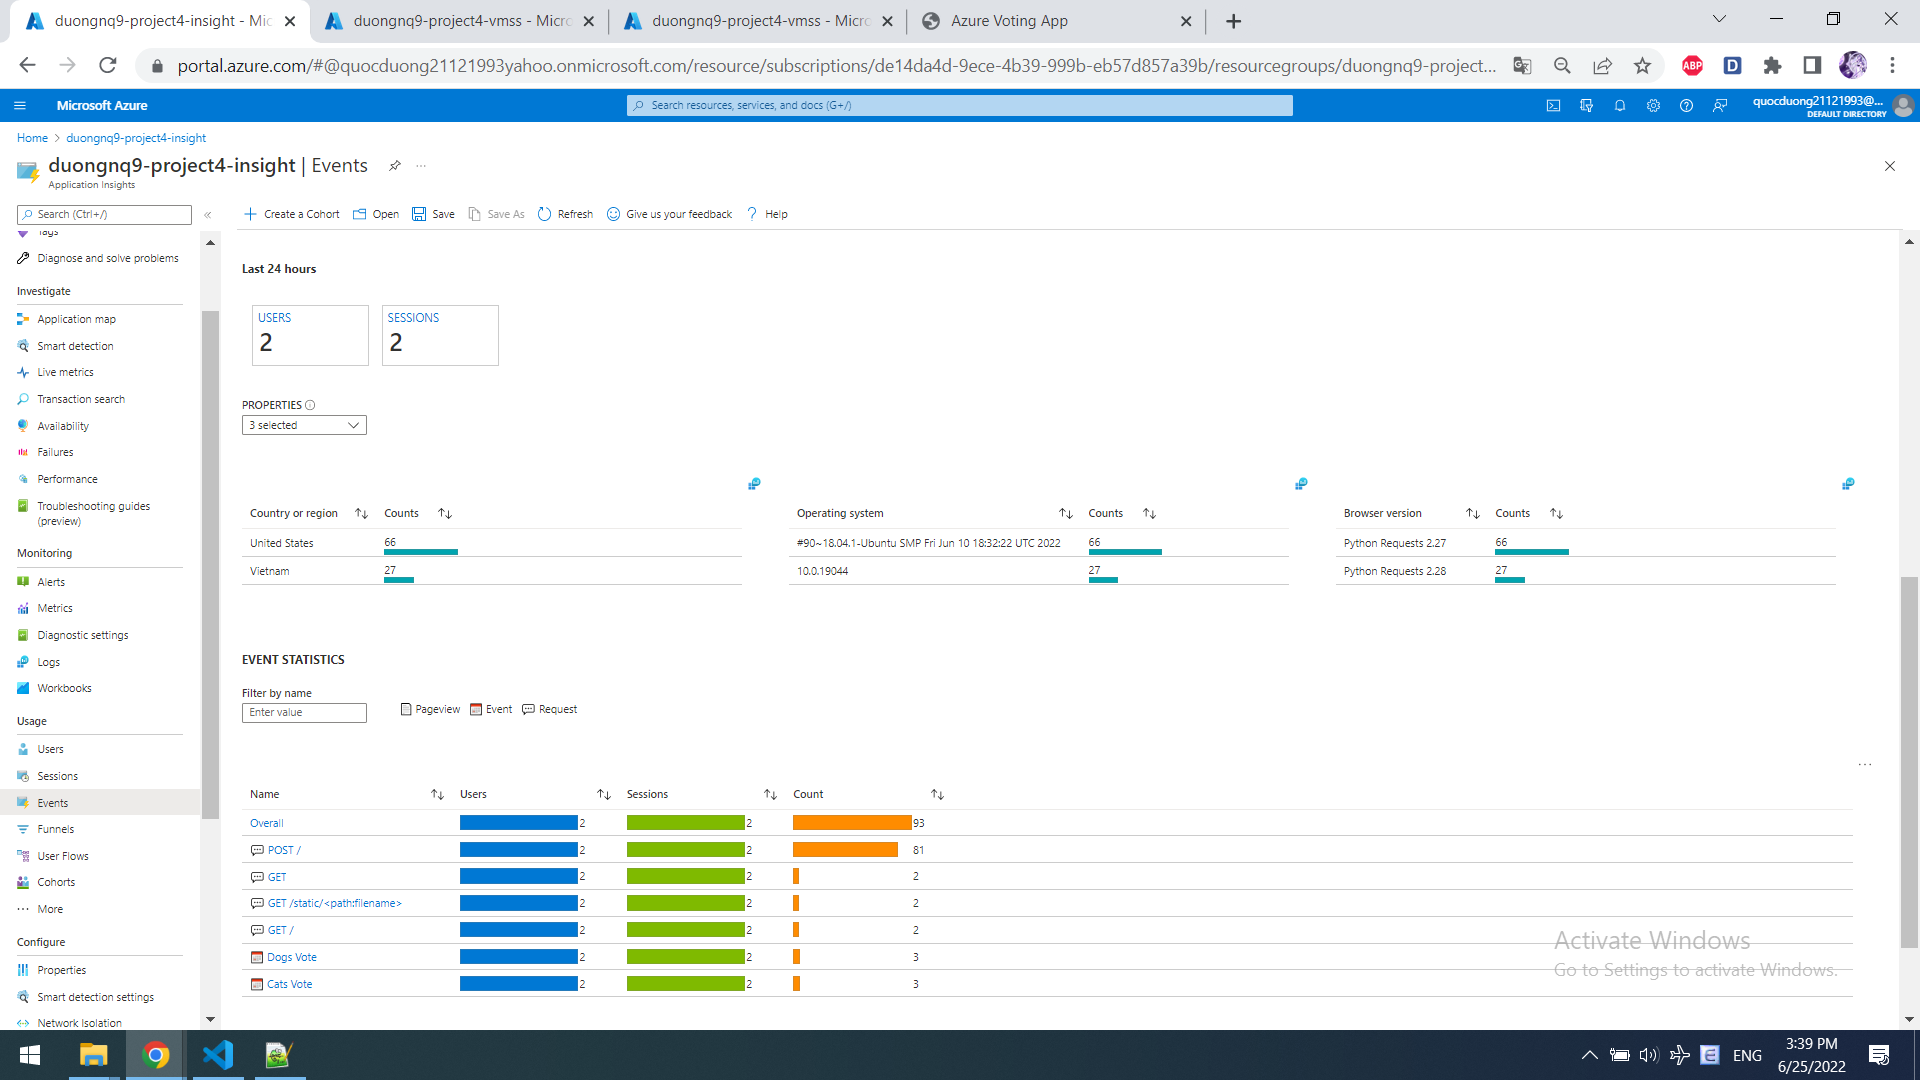 duongnq9-project4-insight - Mic
duongnq9-project4-vmss - Micro
duongnq9-project4-vmss - Micro
Azure Voting App
portal.azure.com/#@quocduong21121993yahoo.onmicrosoft.com/resource/subscriptions/de14da4d-9ece-4b39-999b-eb57d857a39b/resourcegroups/duongnq9-project...
ABP
D
Microsoft Azure
Search resources, services, and docs (G+/)
quocduong21121993@...
DEFAULT DIRECTORY
Home > duongnq9-project4-insight
duongnq9-project4-insight | Events
Application Insights
Search (Ctrl+/)
Create a Cohort Open Save Save As Refresh Give us your feedback Help
Tags
Diagnose and solve problems
Investigate
Application map
Smart detection
Live metrics
Transaction search
Availability
Failures
Performance
Troubleshooting guides
(preview)
Monitoring
Alerts
Metrics
Diagnostic settings
Logs
Workbooks
Usage
Users
Sessions
Events
Funnels
User Flows
Cohorts
More
Configure
Properties
Smart detection settings
Network Isolation
Last 24 hours
USERS
2
SESSIONS
2
PROPERTIES
3 selected
Country or region Counts
United States 66
Vietnam 27
Operating system Counts
#90~18.04.1-Ubuntu SMP Fri Jun 10 18:32:22 UTC 2022 66
10.0.19044 27
Browser version Counts
Python Requests 2.27 66
Python Requests 2.28 27
EVENT STATISTICS
Filter by name
Enter value
Pageview Event Request
Name Users Sessions Count
Overall 2 2 93
POST / 2 2 81
GET 2 2 2
GET /static/<path:filename> 2 2 2
GET / 2 2 2
Dogs Vote 2 2 3
Cats Vote 2 2 3
Activate Windows
Go to Settings to activate Windows.
ENG
3:39 PM
6/25/2022